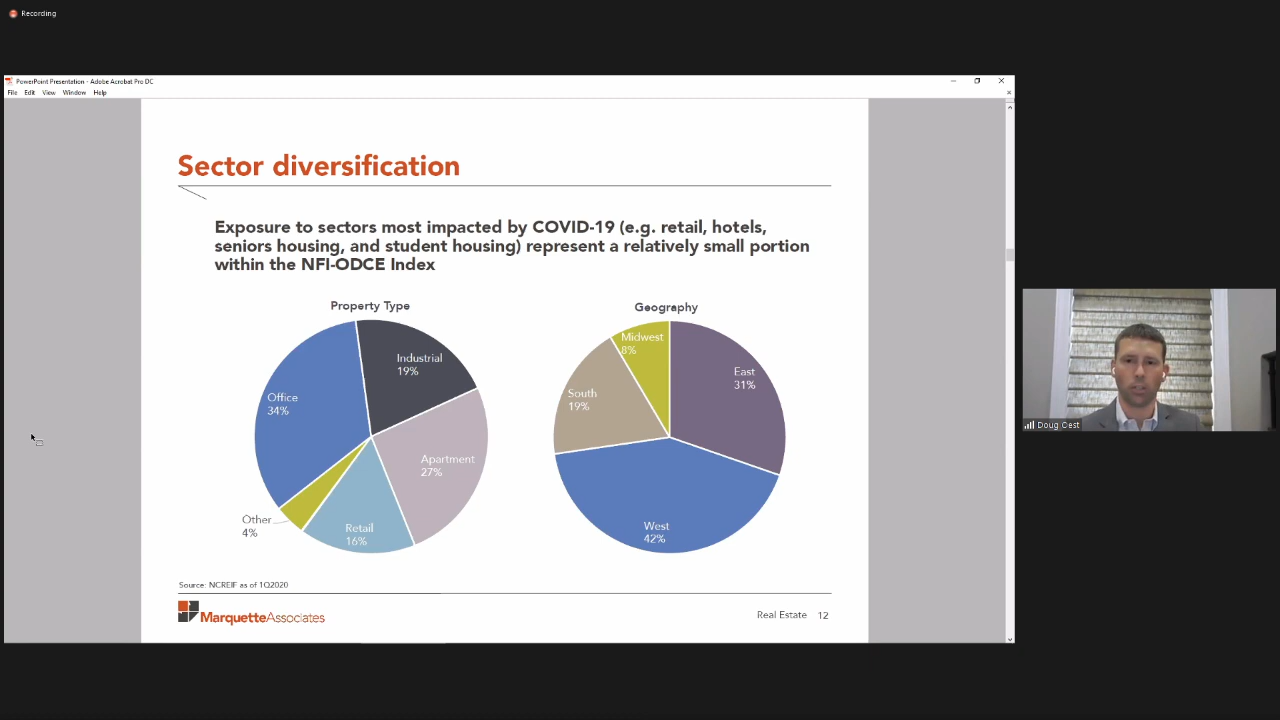 Recording
PowerPoint Presentation - Adobe Acrobat Pro DC
File Edit View Window Help
Sector diversification
Exposure to sectors most impacted by COVID-19 (e.g. retail, hotels,
seniors housing, and student housing) represent a relatively small portion
within the NFI-ODCE Index
Property Type
Industrial
19%
Office
34%
Apartment
27%
Other
4%
Retail
16%
Geography
Midwest
8%
East
31%
South
19%
West
42%
Source: NCREIF as of 1Q2020
MarquetteAssociates
Real Estate 12
Doug Oest